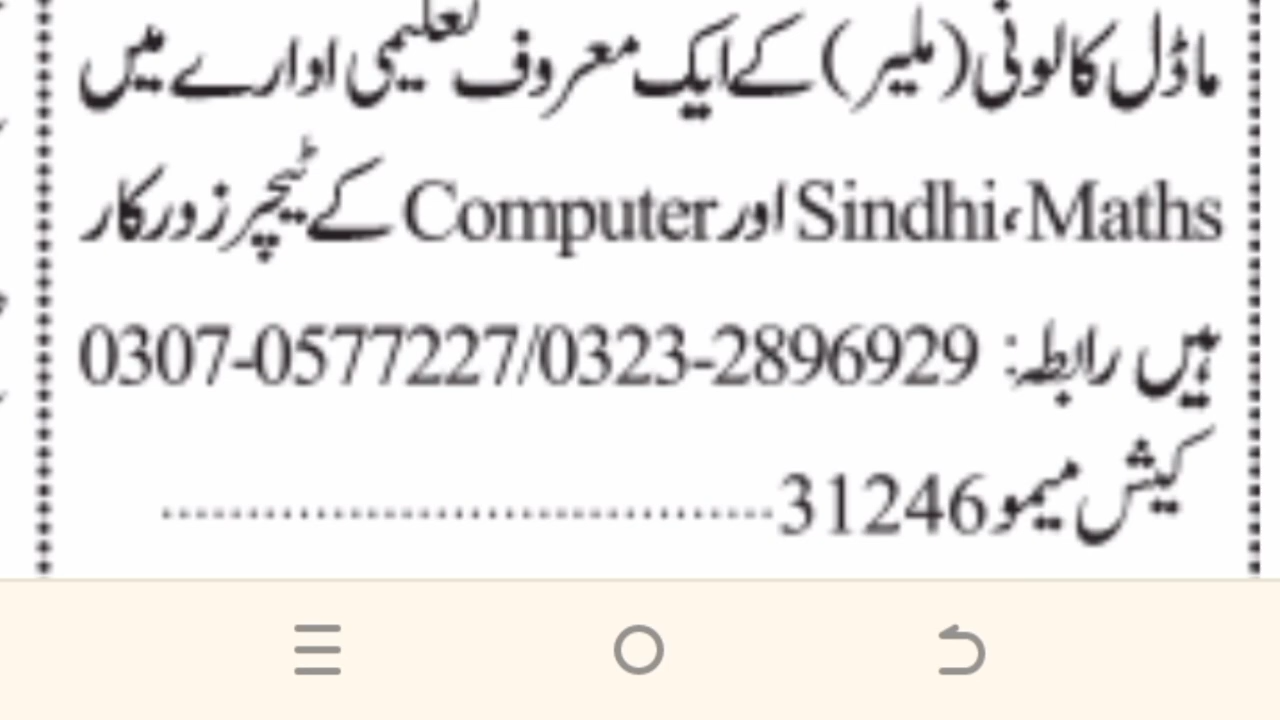 ماڈل کالونی (ملیر) کے ایک معروف تعلیمی ادارے میں
Maths، Sindhi اور Computer کے ٹیچرز درکار
ہیں رابطہ: 0307-0577227/0323-2896929
کیش میمو 31246